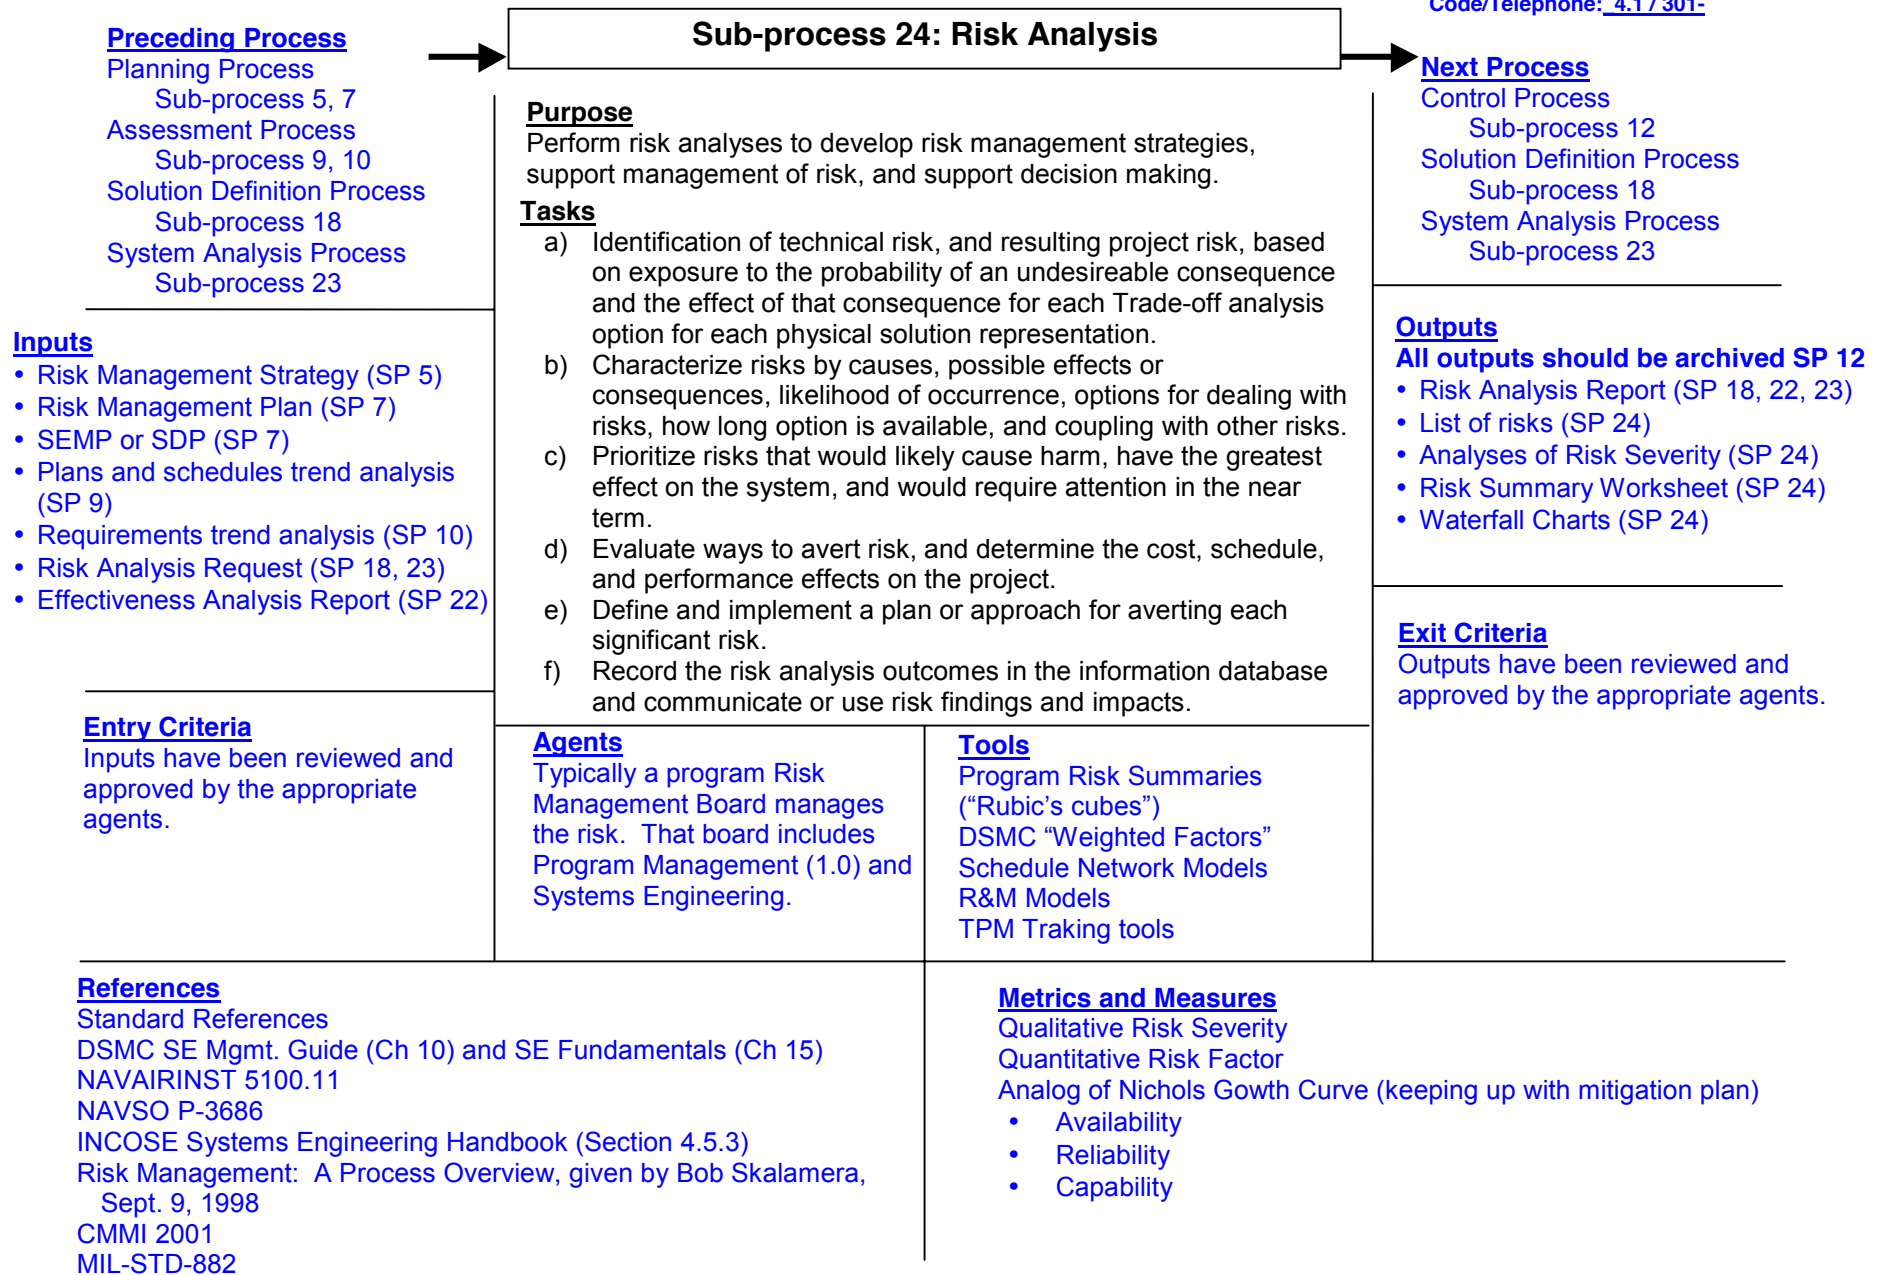 Code/Telephone:_4.1 / 301-
Sub-process 24: Risk Analysis
Preceding Process
Planning Process
Sub-process 5, 7
Assessment Process
Sub-process 9, 10
Solution Definition Process
Sub-process 18
System Analysis Process
Sub-process 23
Inputs
• Risk Management Strategy (SP 5)
• Risk Management Plan (SP 7)
• SEMP or SDP (SP 7)
• Plans and schedules trend analysis
(SP 9)
• Requirements trend analysis (SP 10)
• Risk Analysis Request (SP 18, 23)
• Effectiveness Analysis Report (SP 22)
Entry Criteria
Inputs have been reviewed and
approved by the appropriate
agents.
Purpose
Perform risk analyses to develop risk management strategies,
support management of risk, and support decision making.
Tasks
a) Identification of technical risk, and resulting project risk, based
on exposure to the probability of an undesireable consequence
and the effect of that consequence for each Trade-off analysis
option for each physical solution representation.
b) Characterize risks by causes, possible effects or
consequences, likelihood of occurrence, options for dealing with
risks, how long option is available, and coupling with other risks.
c) Prioritize risks that would likely cause harm, have the greatest
effect on the system, and would require attention in the near
term.
d) Evaluate ways to avert risk, and determine the cost, schedule,
and performance effects on the project.
e) Define and implement a plan or approach for averting each
significant risk.
f) Record the risk analysis outcomes in the information database
and communicate or use risk findings and impacts.
Agents
Typically a program Risk
Management Board manages
the risk. That board includes
Program Management (1.0) and
Systems Engineering.
Tools
Program Risk Summaries
(“Rubic’s cubes”)
DSMC “Weighted Factors”
Schedule Network Models
R&M Models
TPM Traking tools
Next Process
Control Process
Sub-process 12
Solution Definition Process
Sub-process 18
System Analysis Process
Sub-process 23
Outputs
All outputs should be archived SP 12
• Risk Analysis Report (SP 18, 22, 23)
• List of risks (SP 24)
• Analyses of Risk Severity (SP 24)
• Risk Summary Worksheet (SP 24)
• Waterfall Charts (SP 24)
Exit Criteria
Outputs have been reviewed and
approved by the appropriate agents.
References
Standard References
DSMC SE Mgmt. Guide (Ch 10) and SE Fundamentals (Ch 15)
NAVAIRINST 5100.11
NAVSO P-3686
INCOSE Systems Engineering Handbook (Section 4.5.3)
Risk Management: A Process Overview, given by Bob Skalamera,
Sept. 9, 1998
CMMI 2001
MIL-STD-882
Metrics and Measures
Qualitative Risk Severity
Quantitative Risk Factor
Analog of Nichols Gowth Curve (keeping up with mitigation plan)
• Availability
• Reliability
• Capability